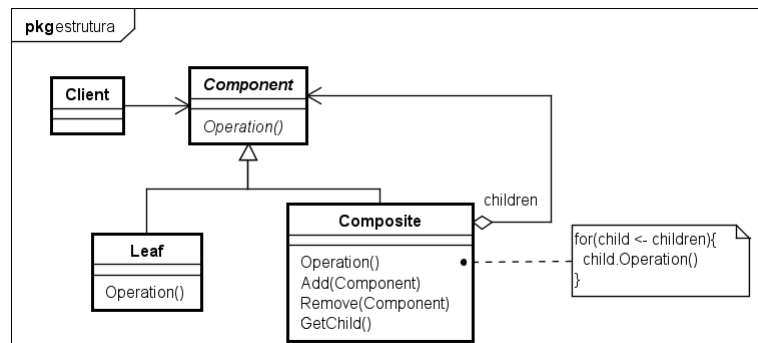 pkg estrutura
Client
Component
Operation()
children
Leaf
Operation()
Composite
Operation()
Add(Component)
Remove(Component)
GetChild()
for(child <- children){
child.Operation()
}